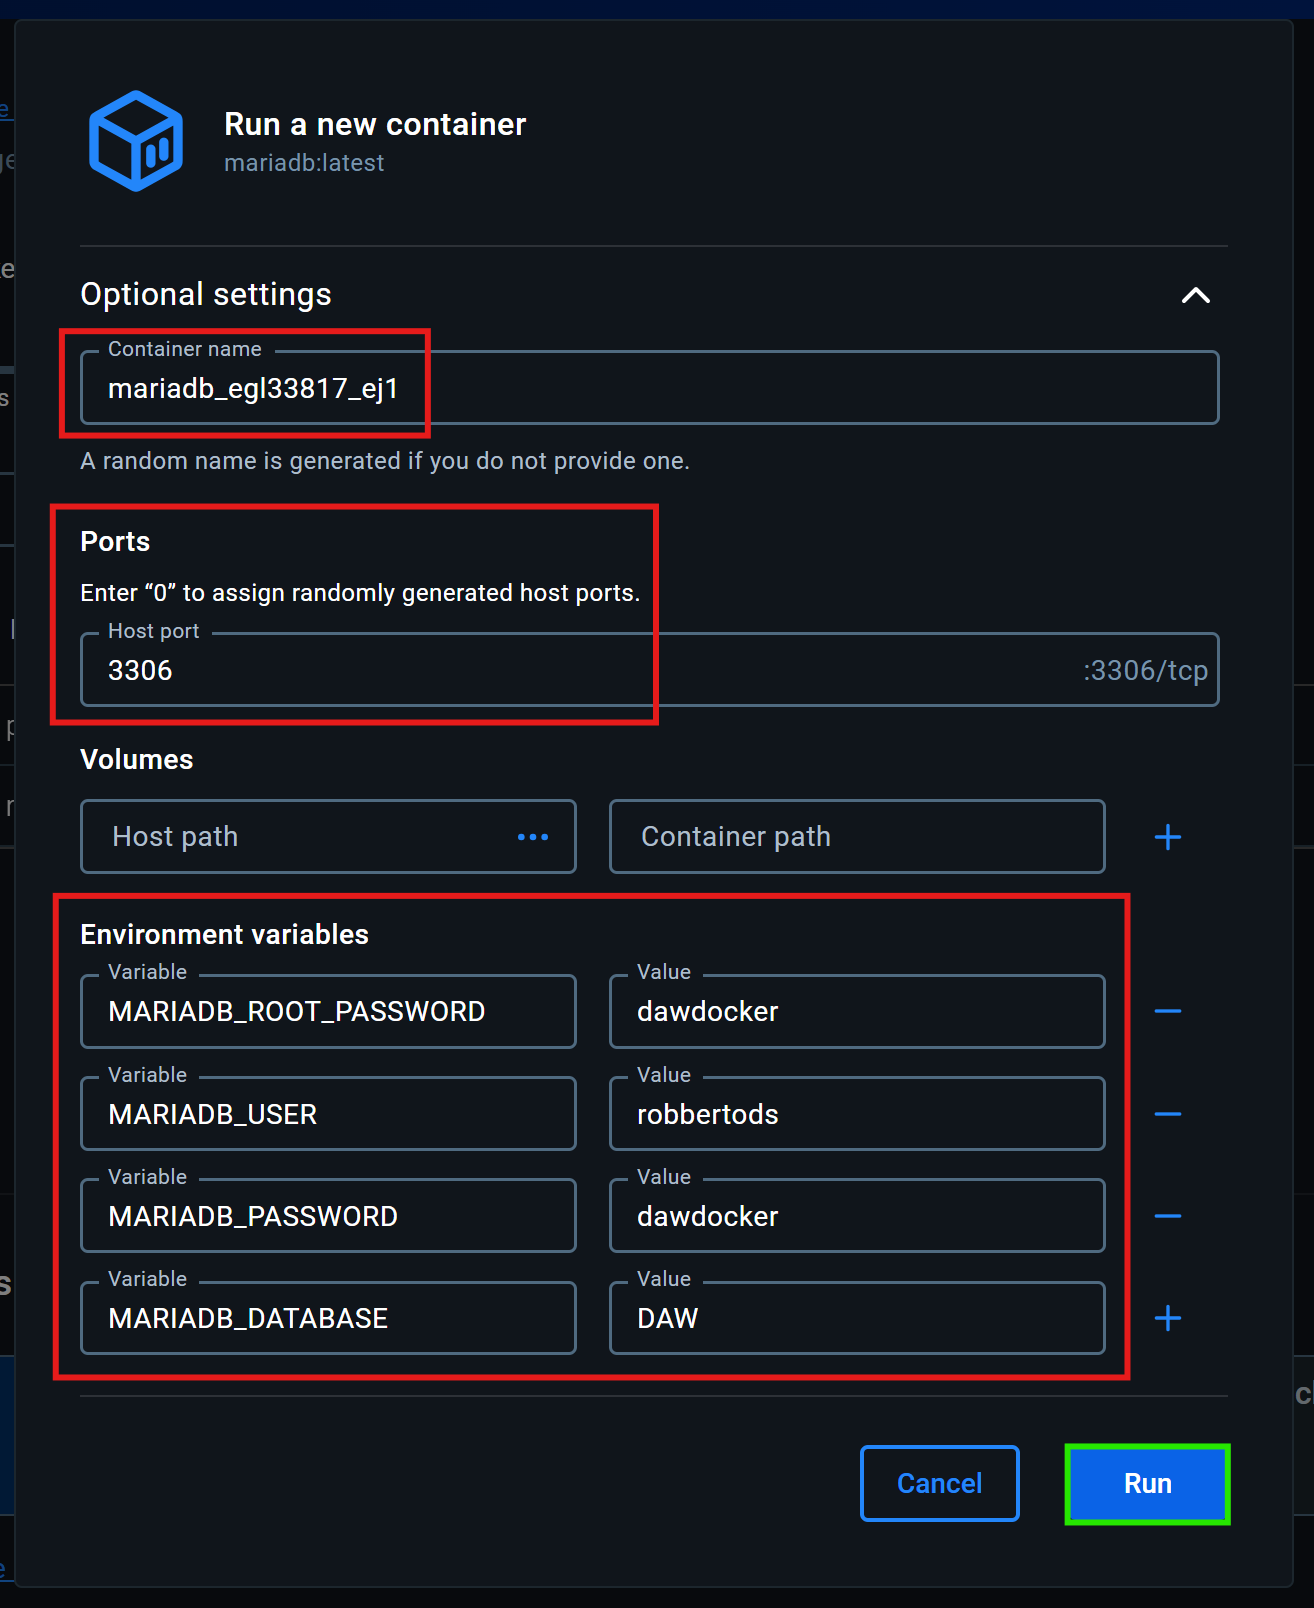 Run a new container
mariadb:latest
Optional settings
Container name
mariadb_egl33817_ej1
A random name is generated if you do not provide one.
Ports
Enter “0” to assign randomly generated host ports.
Host port
3306 :3306/tcp
Volumes
Host path ••• Container path
Environment variables
Variable Value
MARIADB_ROOT_PASSWORD dawdocker
Variable Value
MARIADB_USER robbertods
Variable Value
MARIADB_PASSWORD dawdocker
Variable Value
MARIADB_DATABASE DAW
Cancel Run